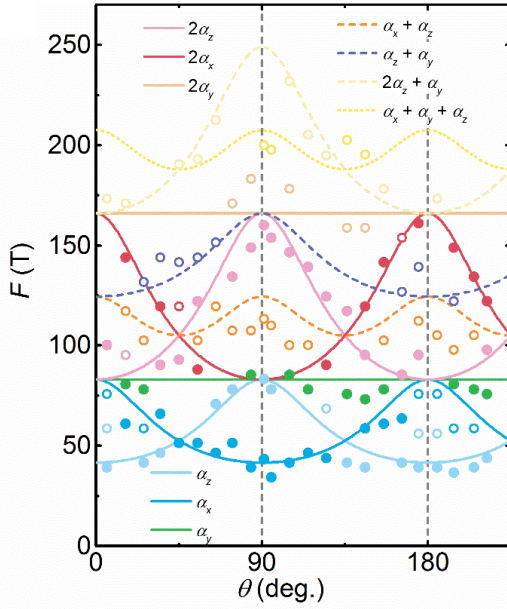 2α_z
2α_x
2α_y
α_x + α_z
α_z + α_y
2α_z + α_y
α_x + α_y + α_z
250
200
150
100
50
0
F (T)
α_z
α_x
α_y
0
90
180
θ (deg.)